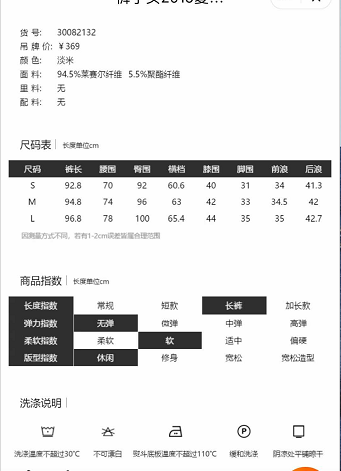 货 号: 30082132
吊 牌 价: ￥369
颜 色: 淡米
面 料: 94.5%莱赛尔纤维 5.5%聚酯纤维
里 料: 无
配 料: 无
尺码表 长度单位cm
尺码 裤长 腰围 臀围 横档 膝围 脚围 前浪 后浪
S 92.8 70 92 60.6 40 31 34 41.3
M 94.8 74 96 63 42 33 34.5 42
L 96.8 78 100 65.4 44 35 35 42.7
因测量方式不同，若有1-2cm误差皆属合理范围
商品指数 长度单位cm
长度指数 常规 短款 长裤 加长款
弹力指数 无弹 微弹 中弹 高弹
柔软指数 柔软 软 适中 偏硬
版型指数 休闲 修身 宽松 宽松造型
洗涤说明
洗涤温度不超过30℃ 不可漂白 熨斗底板温度不超过110℃ 缓和洗涤 阴凉处平铺晾干